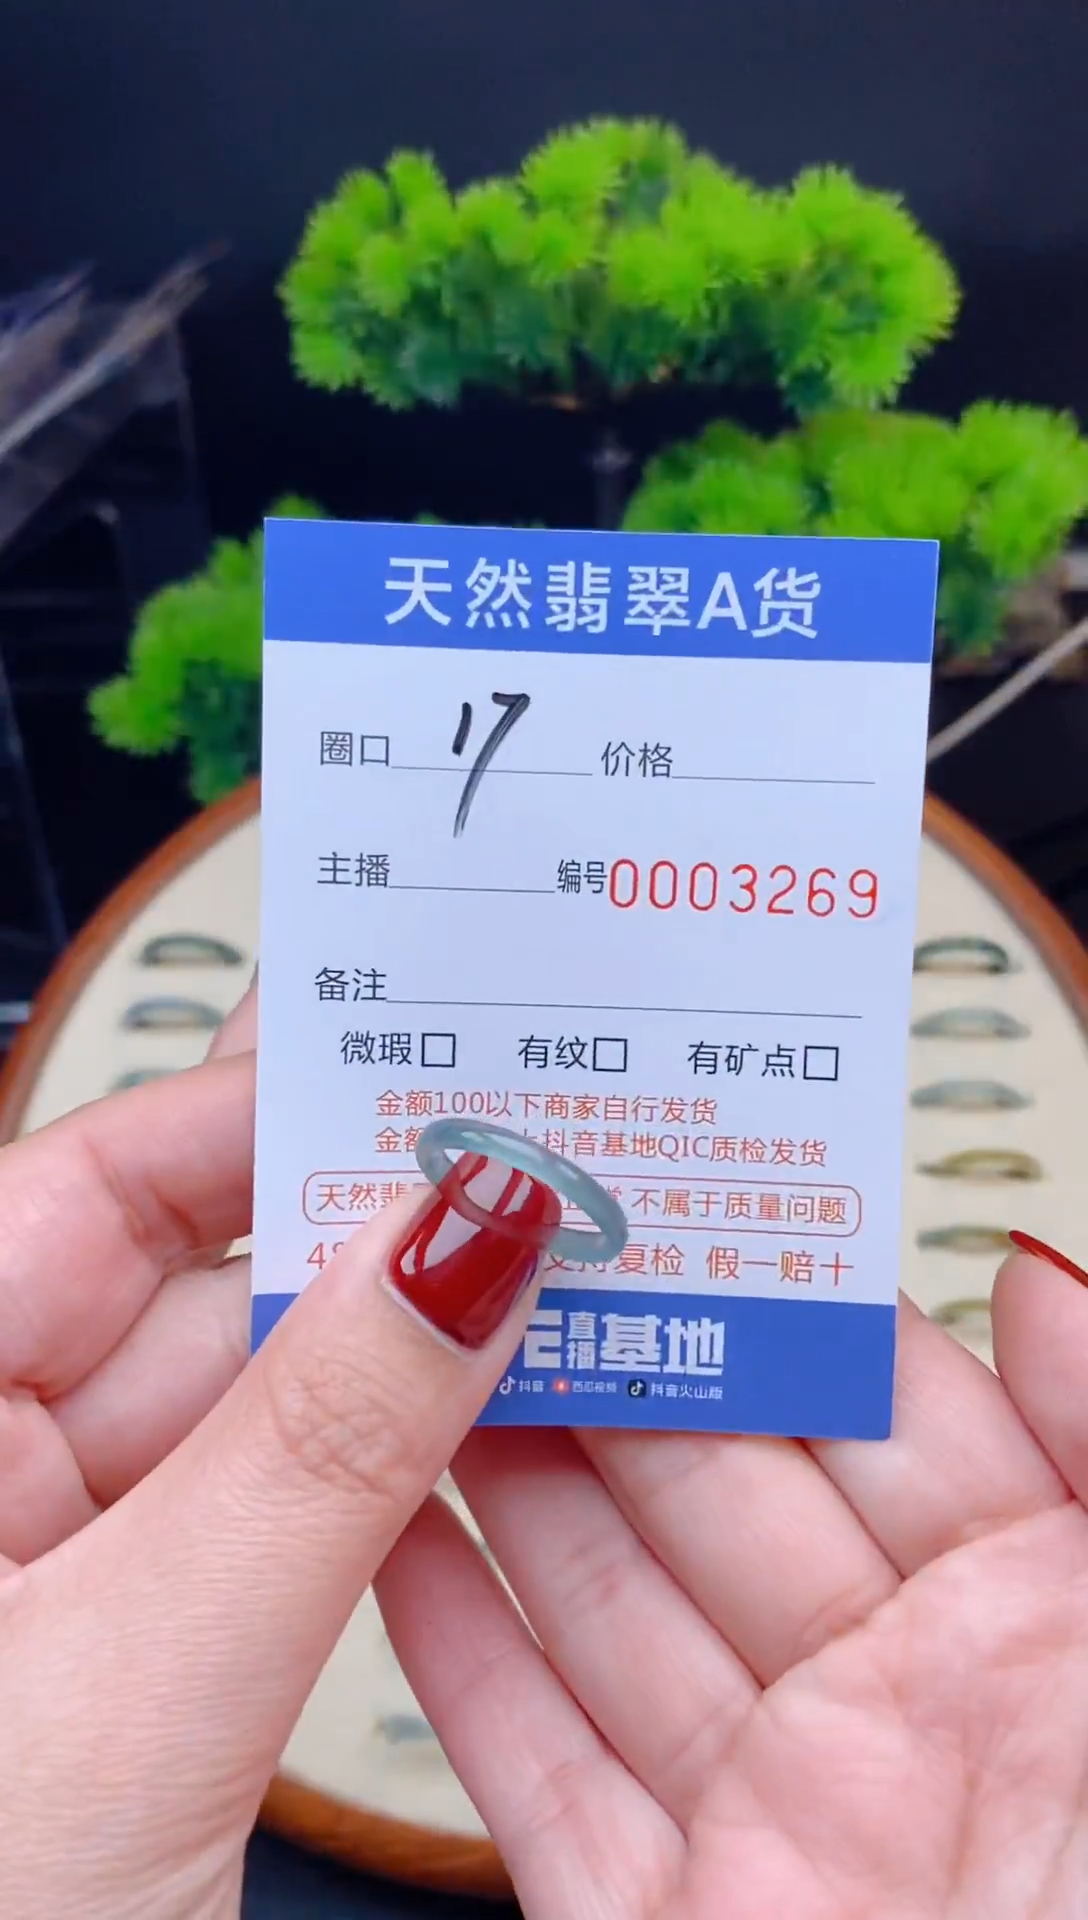 天然翡翠A货
圈口 17 价格
主播 编号0003269
备注
微瑕□ 有纹□ 有矿点□
金额100以下商家自行发货
金额 抖音基地QIC质检发货
天然翡 不属于质量问题
复检 假一赔十
直播基地
抖音 西瓜视频 抖音火山版